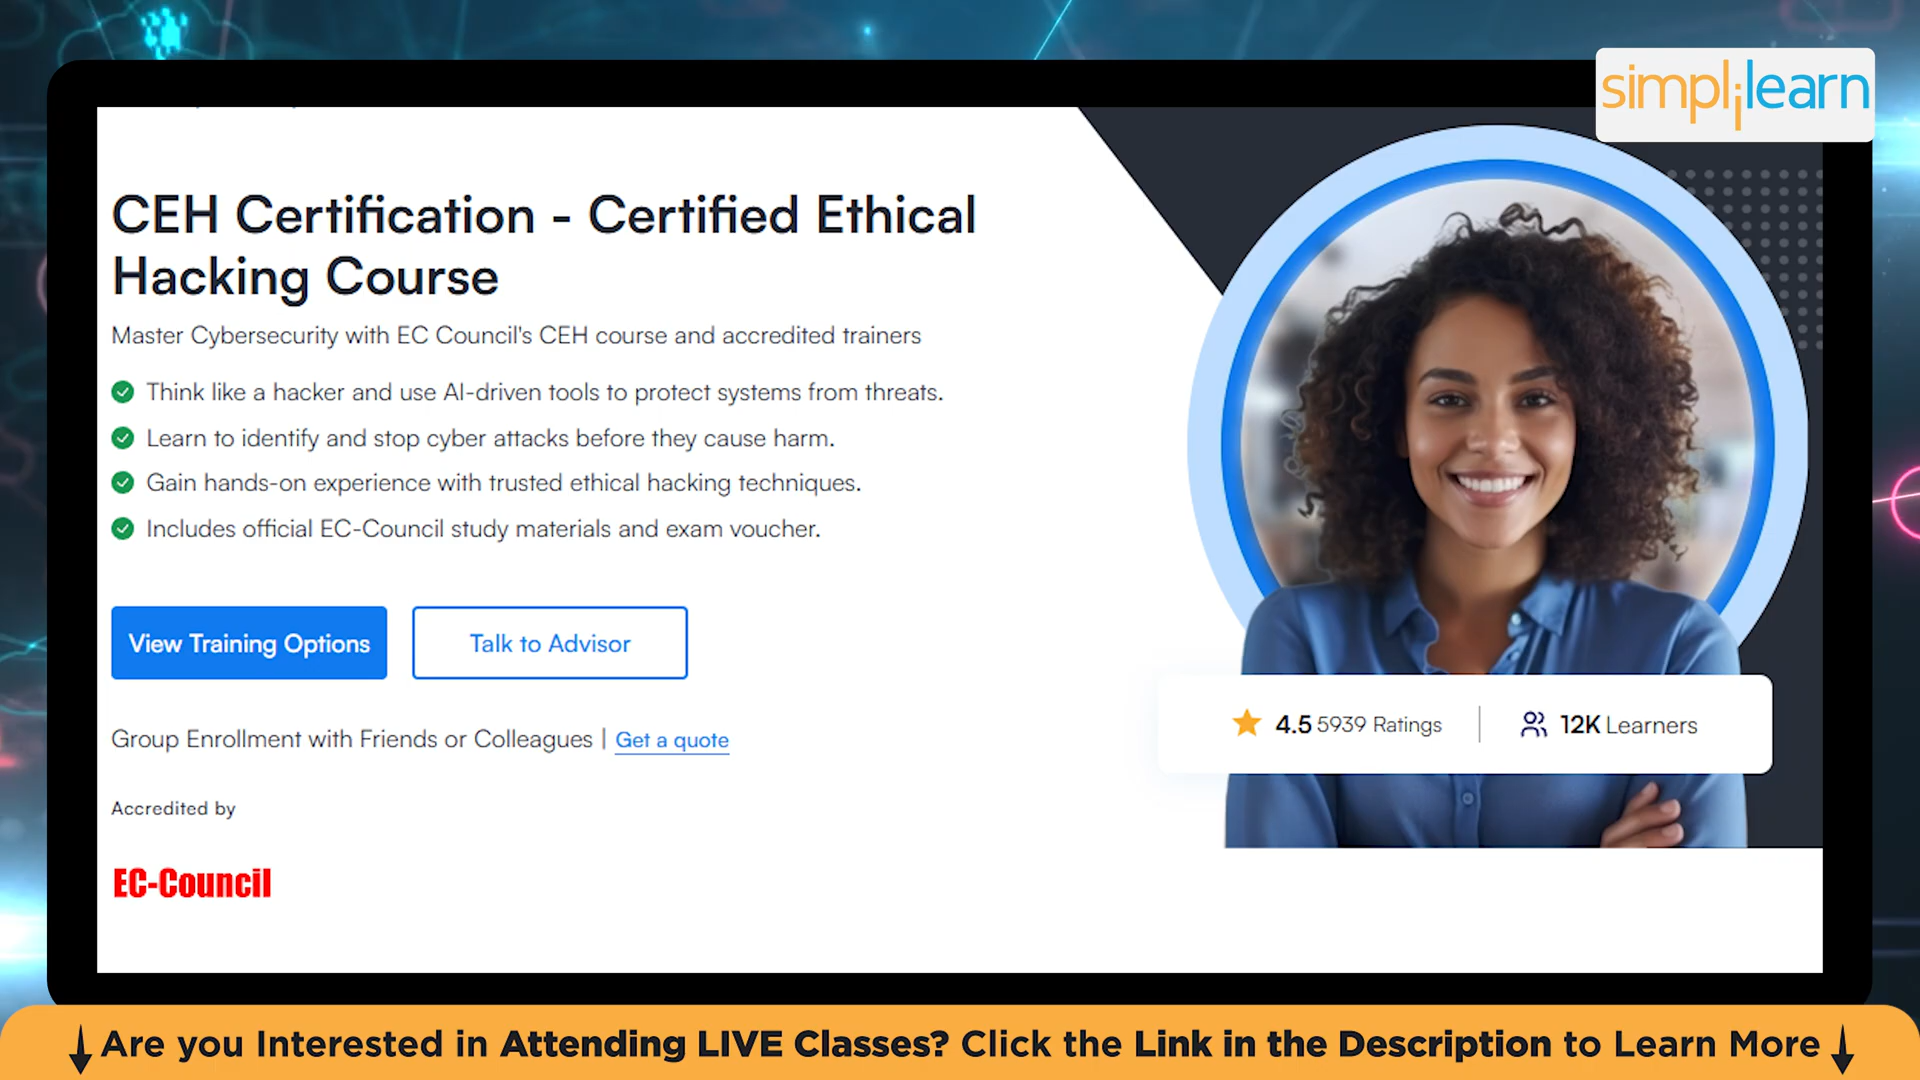 simplilearn
CEH Certification - Certified Ethical
Hacking Course
Master Cybersecurity with EC Council's CEH course and accredited trainers
Think like a hacker and use AI-driven tools to protect systems from threats.
Learn to identify and stop cyber attacks before they cause harm.
Gain hands-on experience with trusted ethical hacking techniques.
Includes official EC-Council study materials and exam voucher.
View Training Options Talk to Advisor
4.5 5939 Ratings | 12K Learners
Group Enrollment with Friends or Colleagues | Get a quote
Accredited by
EC-Council
Are you Interested in Attending LIVE Classes? Click the Link in the Description to Learn More